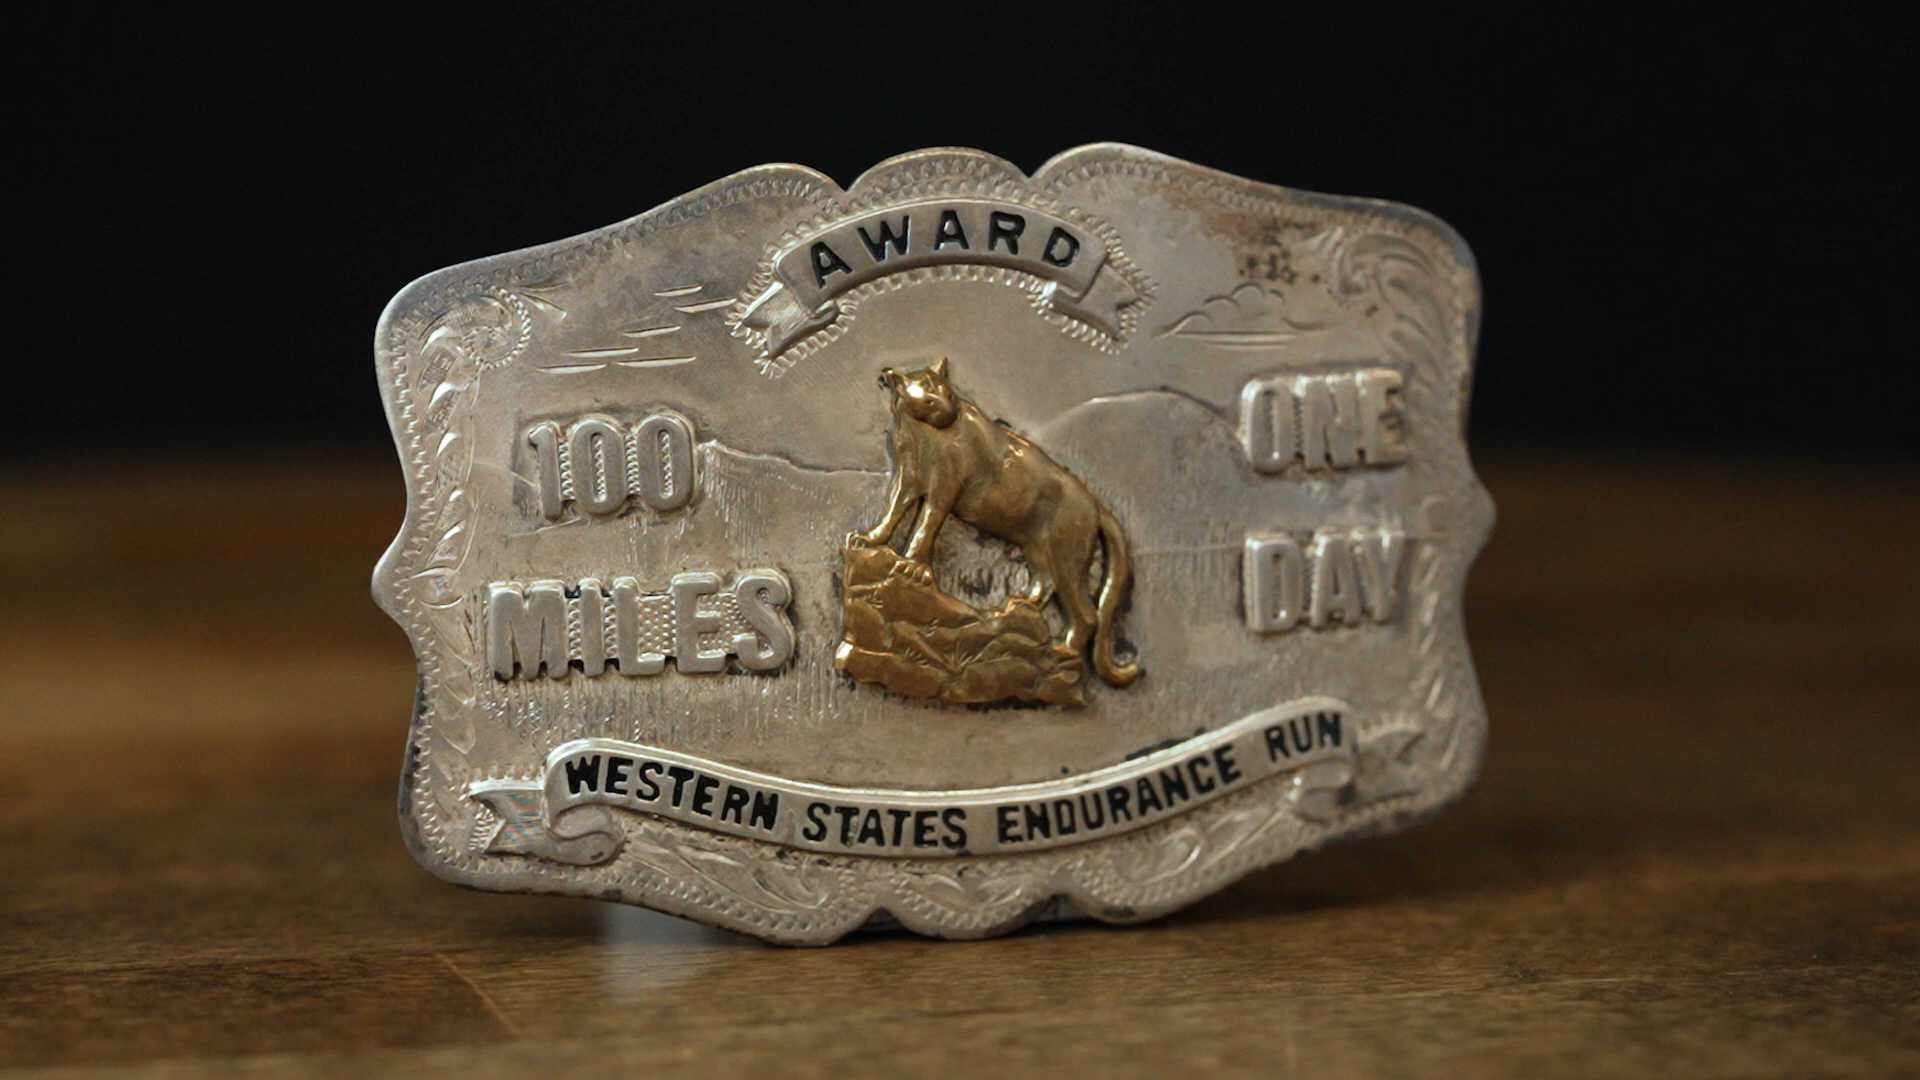 AWARD
100
MILES
ONE
DAY
WESTERN STATES ENDURANCE RUN